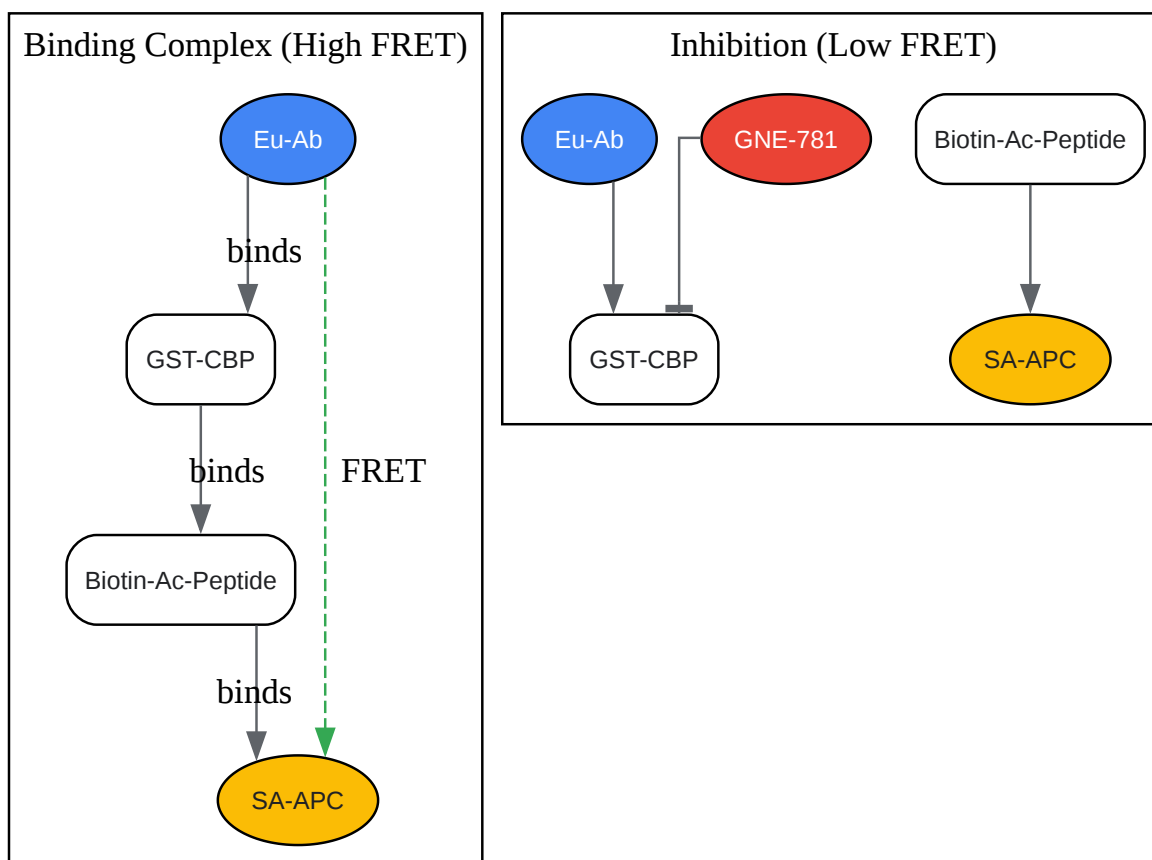 Binding Complex (High FRET)
Eu-Ab
binds
GST-CBP
binds
FRET
Biotin-Ac-Peptide
binds
SA-APC
Inhibition (Low FRET)
Eu-Ab
GNE-781
Biotin-Ac-Peptide
GST-CBP
SA-APC